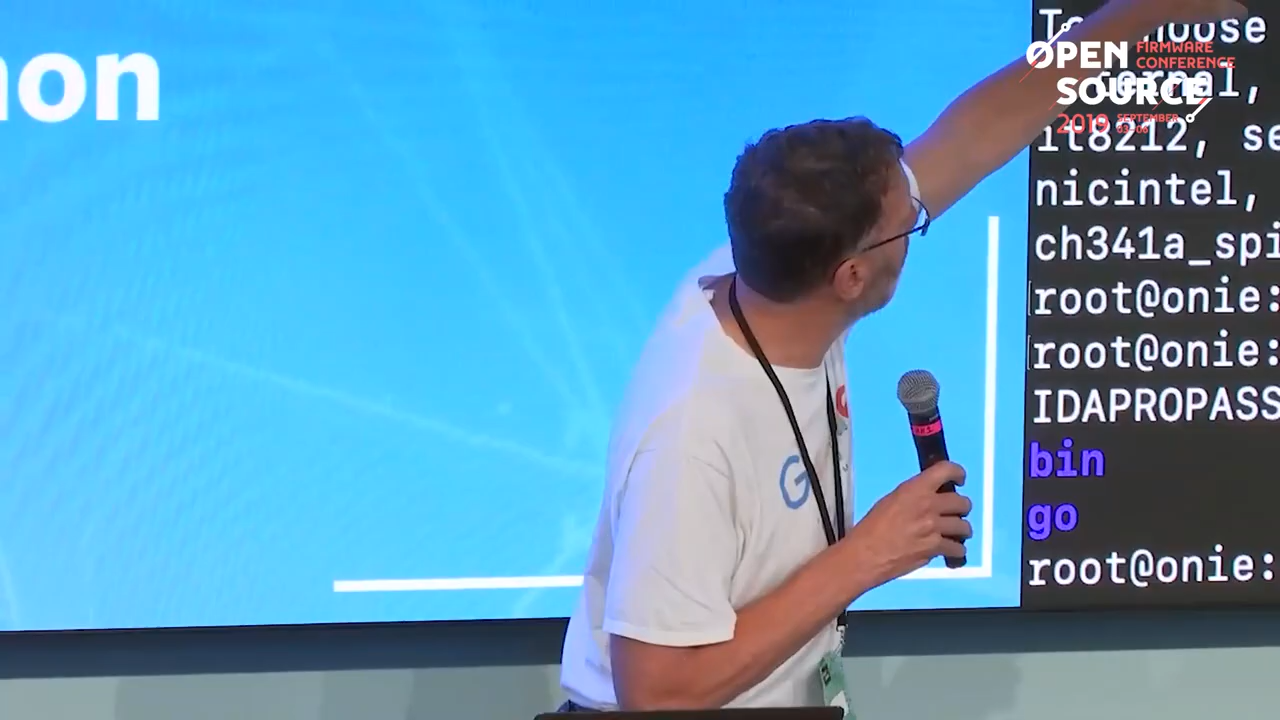 non
OPEN FIRMWARE
CONFERENCE
SOURCE
2019 SEPTEMBER
it8212, se
nicintel,
ch341a_spi
root@onie:
root@onie:
IDAPROPASS
bin
go
root@onie:
G